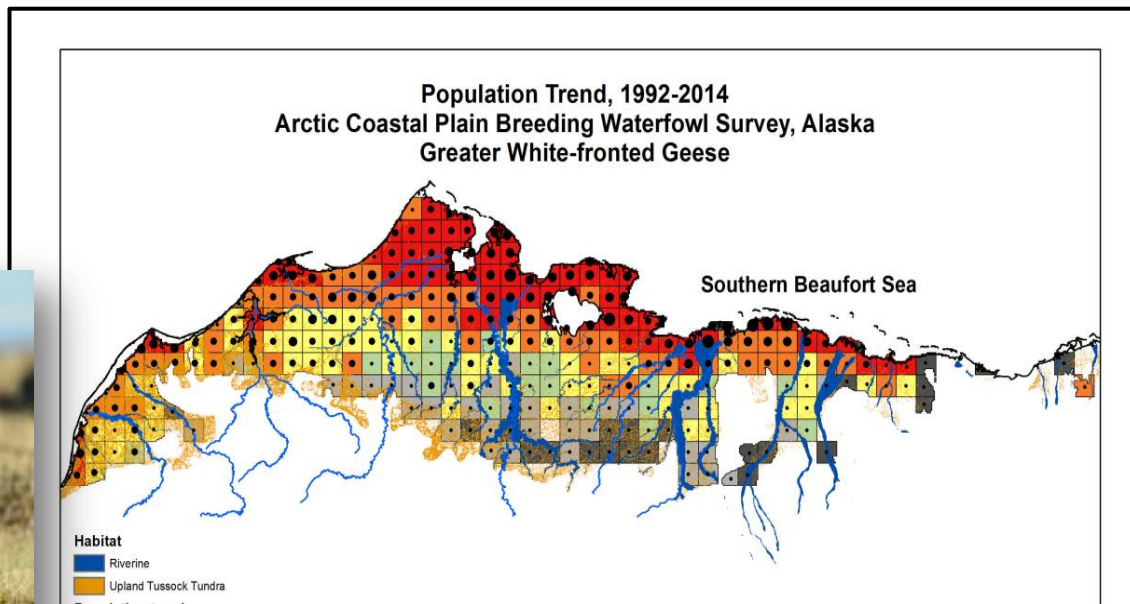 Population Trend, 1992-2014
Arctic Coastal Plain Breeding Waterfowl Survey, Alaska
Greater White-fronted Geese
Southern Beaufort Sea
Habitat
Riverine
Upland Tussock Tundra